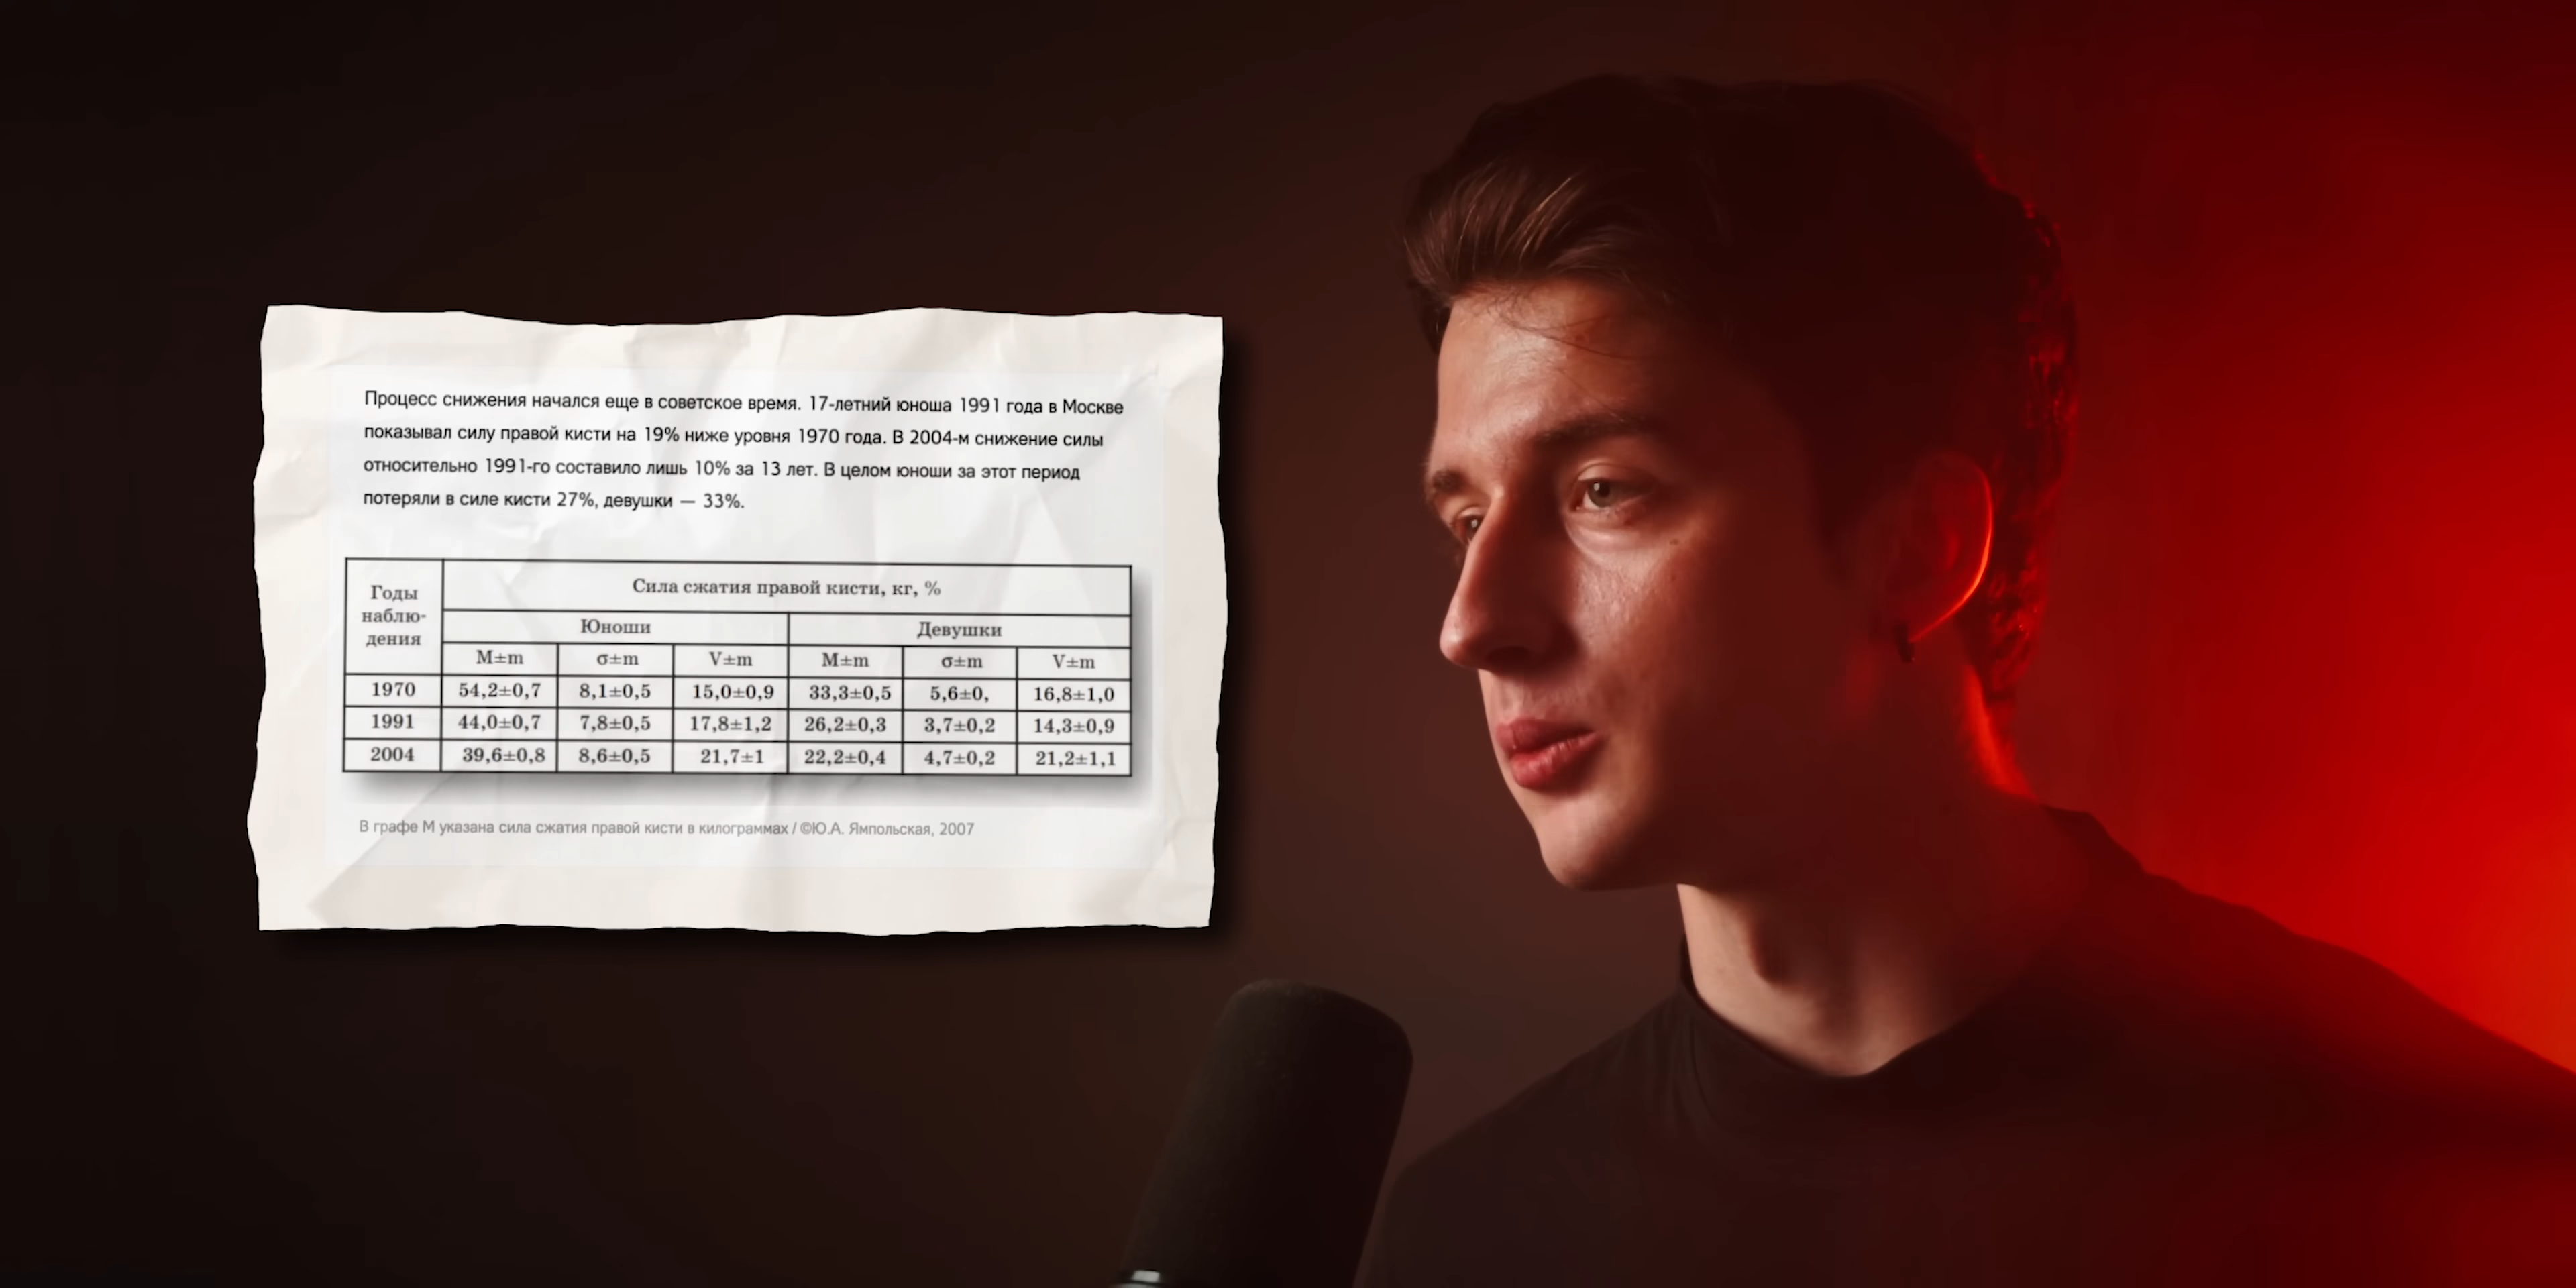 Процесс снижения начался еще в советское время. 17-летний юноша 1991 года в Москве
показывал силу правой кисти на 19% ниже уровня 1970 года. В 2004-м снижение силы
относительно 1991-го составило лишь 10% за 13 лет. В целом юноши за этот период
потеряли в силе кисти 27%, девушки — 33%.
Годы наблю-дения
Сила сжатия правой кисти, кг, %
Юноши Девушки
M±m σ±m V±m M±m σ±m V±m
1970 54,2±0,7 8,1±0,5 15,0±0,9 33,3±0,5 5,6±0, 16,8±1,0
1991 44,0±0,7 7,8±0,5 17,8±1,2 26,2±0,3 3,7±0,2 14,3±0,9
2004 39,6±0,8 8,6±0,5 21,7±1 22,2±0,4 4,7±0,2 21,2±1,1
В графе М указана сила сжатия правой кисти в килограммах / ©Ю.А. Ямпольская, 2007